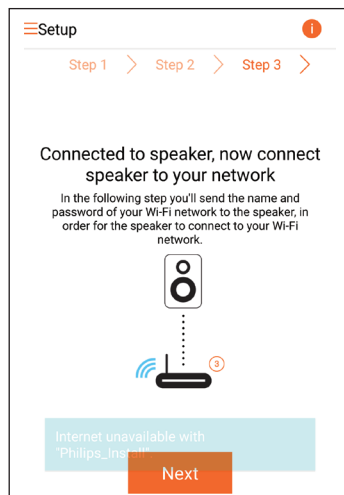 Setup
i
Step 1 Step 2 Step 3
Connected to speaker, now connect
speaker to your network
In the following step you'll send the name and
password of your Wi-Fi network to the speaker, in
order for the speaker to connect to your Wi-Fi
network.
3
Internet unavailable with
"Philips_Install".
Next